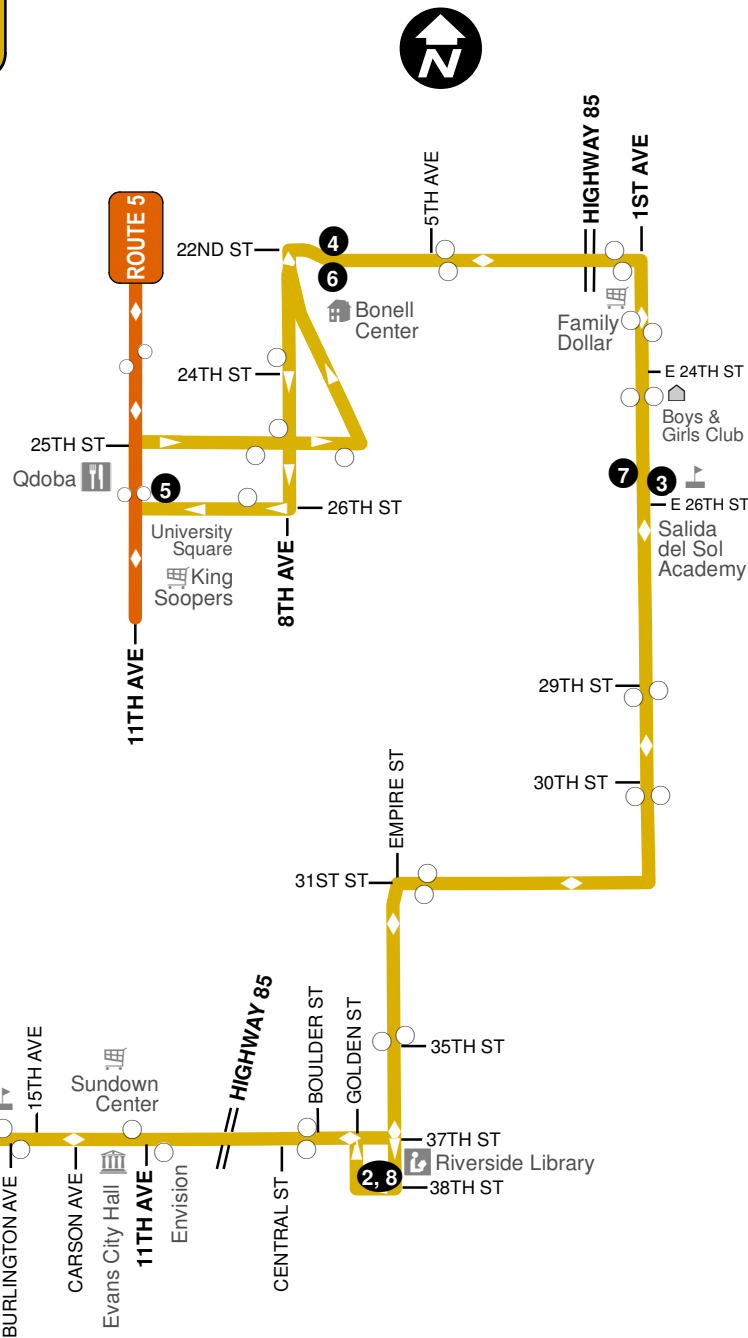 N
HIGHWAY 85
1ST AVE
5TH AVE
ROUTE 5
22ND ST
4
6
Bonell
Center
Family
Dollar
24TH ST
E 24TH ST
Boys &
Girls Club
25TH ST
Qdoba
5
7
3
26TH ST
E 26TH ST
University
Square
King
Soopers
Salida
del Sol
Academy
8TH AVE
11TH AVE
29TH ST
30TH ST
EMPIRE ST
31ST ST
HIGHWAY 85
BOULDER ST
GOLDEN ST
35TH ST
15TH AVE
Sundown
Center
37TH ST
Riverside Library
2, 8
38TH ST
BURLINGTON AVE
CARSON AVE
Evans City Hall
11TH AVE
Envision
CENTRAL ST